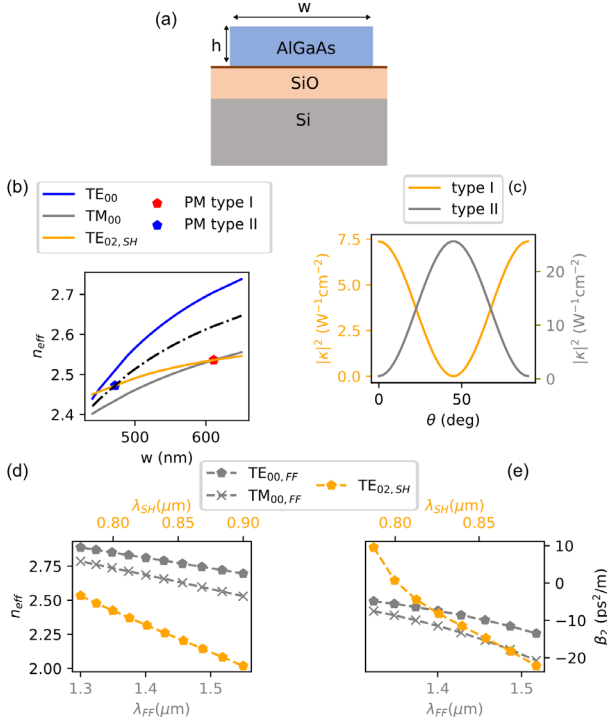 (a)
w
h
AlGaAs
SiO
Si
(b)
TE00
TM00
TE02,SH
PM type I
PM type II
2.7
2.6
2.5
2.4
neff
500
600
w (nm)
type I
type II
(c)
7.5
5.0
2.5
0.0
|κ|² (W⁻¹cm⁻²)
20
10
0
|κ|² (W⁻¹cm⁻²)
0
50
θ (deg)
(d)
TE00,FF
TM00,FF
TE02,SH
(e)
λSH(μm)
0.80
0.85
0.90
2.75
2.50
2.25
2.00
neff
1.3
1.4
1.5
λFF(μm)
λSH(μm)
0.80
0.85
10
0
−10
−20
β2 (ps²/m)
1.4
1.5
λFF(μm)